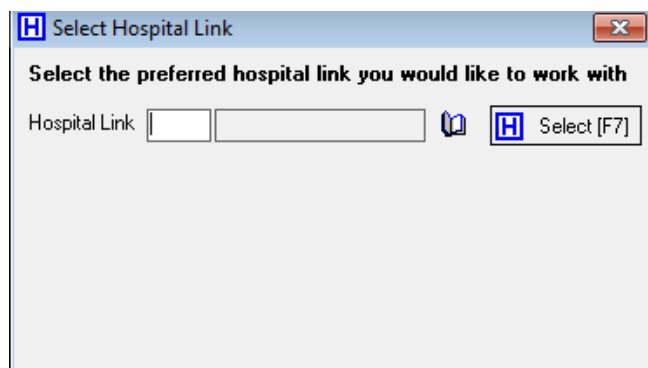 H Select Hospital Link
Select the preferred hospital link you would like to work with
Hospital Link
H Select [F7]